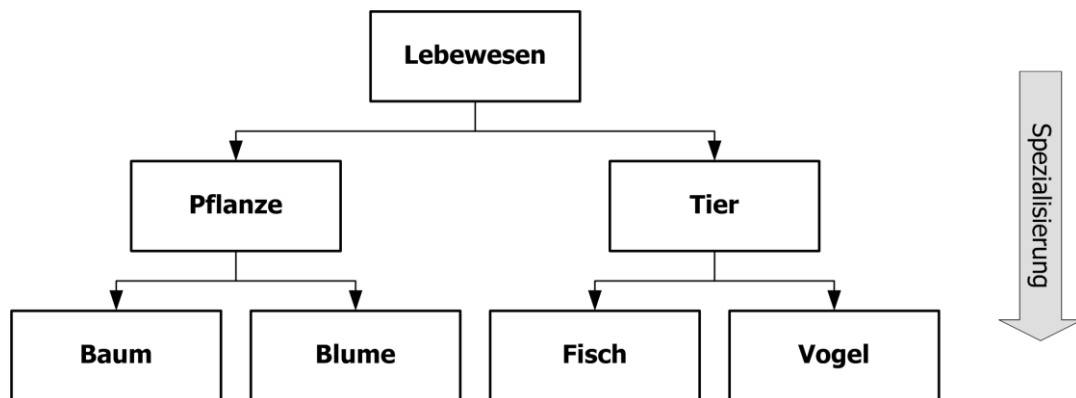 Lebewesen
Pflanze
Tier
Baum
Blume
Fisch
Vogel
Spezialisierung